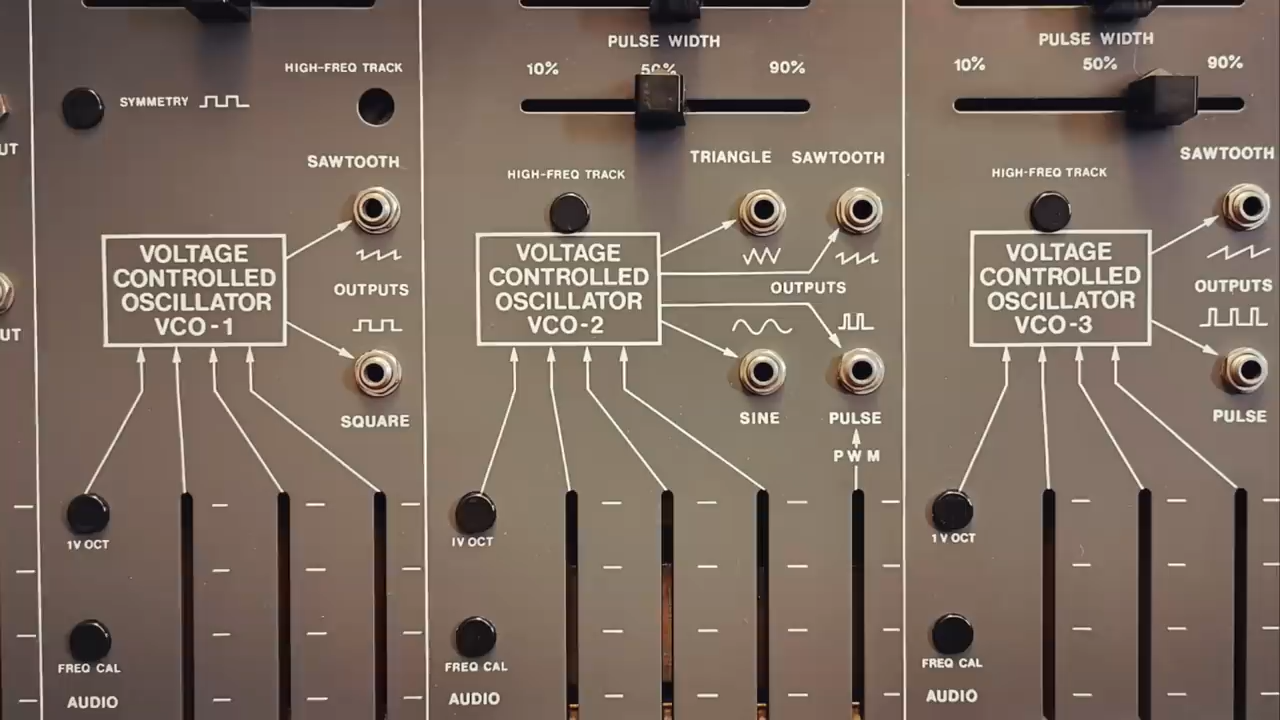 HIGH-FREQ TRACK
SYMMETRY
SAWTOOTH
VOLTAGE
CONTROLLED
OSCILLATOR
VCO-1
OUTPUTS
SQUARE
1V OCT
FREQ CAL
AUDIO
UT
UT
PULSE WIDTH
10% 50% 90%
TRIANGLE SAWTOOTH
HIGH-FREQ TRACK
VOLTAGE
CONTROLLED
OSCILLATOR
VCO-2
OUTPUTS
SINE PULSE
PWM
1V OCT
FREQ CAL
AUDIO
PULSE WIDTH
10% 50% 90%
SAWTOOTH
HIGH-FREQ TRACK
VOLTAGE
CONTROLLED
OSCILLATOR
VCO-3
OUTPUTS
PULSE
1V OCT
FREQ CAL
AUDIO